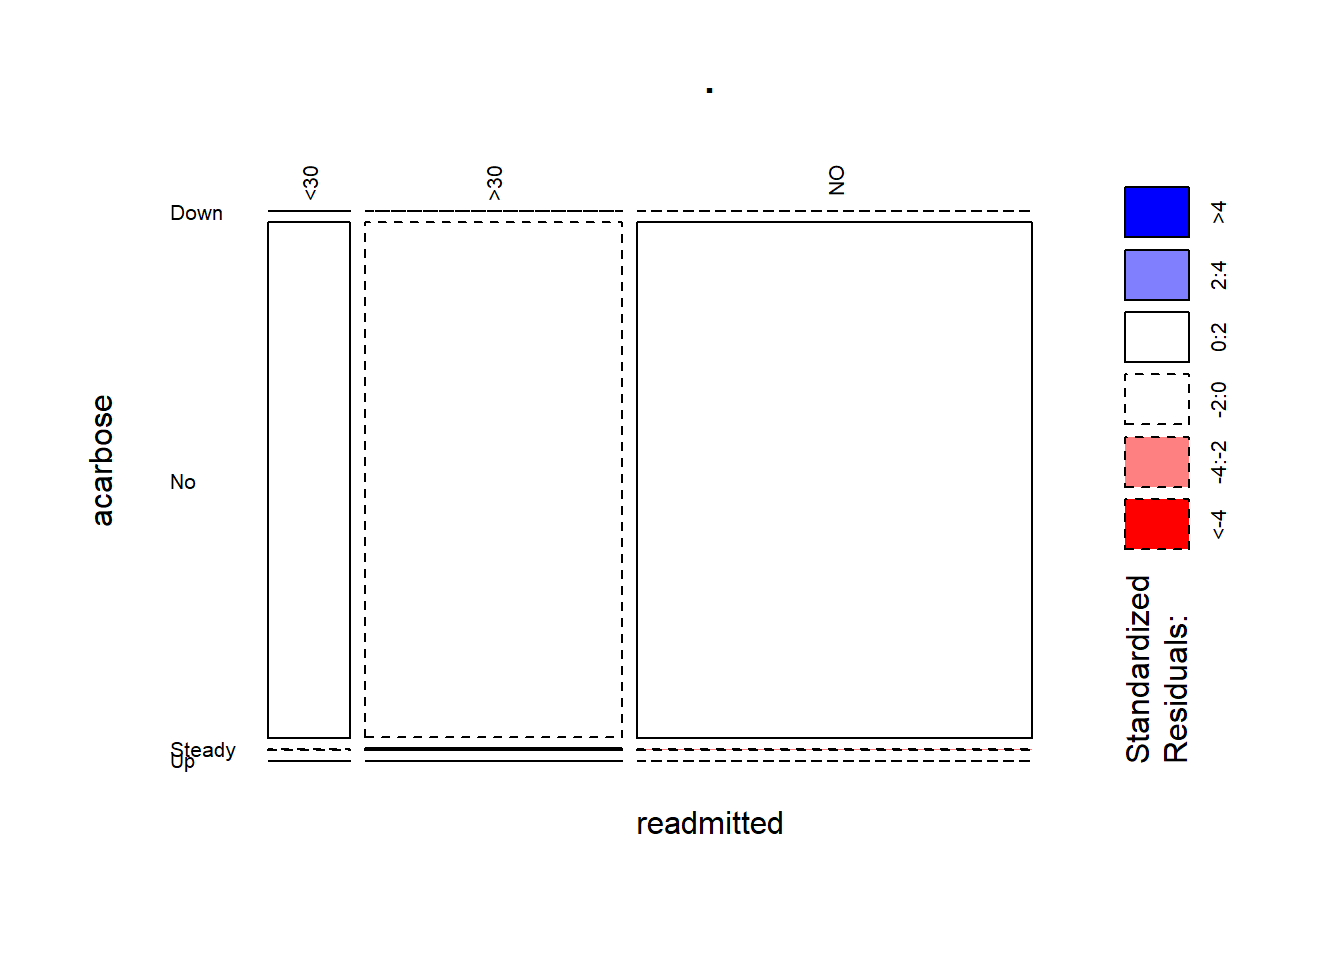 .
<30
>30
NO
Down
No
Steady
Up
acarbose
readmitted
>4
2:4
0:2
-2:0
-4:-2
<-4
Standardized
Residuals: